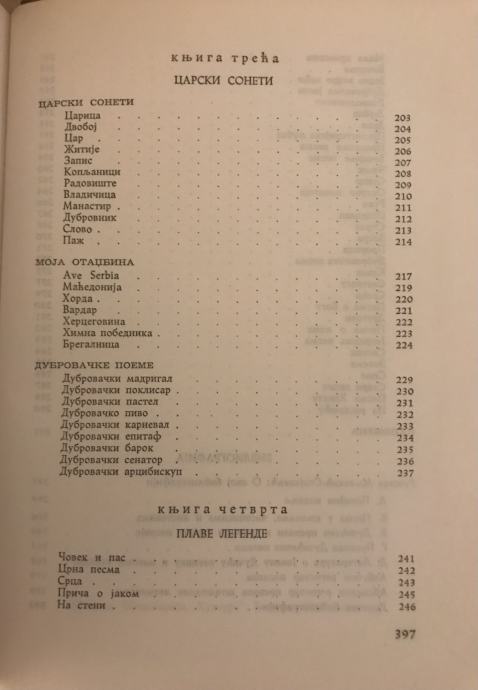 књига трећа
ЦАРСКИ СОНЕТИ
ЦАРСКИ СОНЕТИ
Царица . . . . . . . . . . . . 203
Двобој . . . . . . . . . . . . 204
Цар . . . . . . . . . . . . 205
Житије . . . . . . . . . . . . 206
Запис . . . . . . . . . . . . 207
Копљаници . . . . . . . . . . . . 208
Радовиште . . . . . . . . . . . . 209
Владичица . . . . . . . . . . . . 210
Манастир . . . . . . . . . . . . 211
Дубровник . . . . . . . . . . . . 212
Слово . . . . . . . . . . . . 213
Паж . . . . . . . . . . . . 214
МОЈА ОТАЏБИНА
Ave Serbia . . . . . . . . . . . . 217
Маћедонија . . . . . . . . . . . . 219
Хорда . . . . . . . . . . . . 220
Вардар . . . . . . . . . . . . 221
Херцеговина . . . . . . . . . . . . 222
Химна победника . . . . . . . . . . 223
Брегалница . . . . . . . . . . . . 224
ДУБРОВАЧКЕ ПОЕМЕ
Дубровачки мадригал . . . . . . . . 229
Дубровачки поклисар . . . . . . . . 230
Дубровачки пастел . . . . . . . . 231
Дубровачко пиво . . . . . . . . 232
Дубровачки карневал . . . . . . . . 233
Дубровачки епитаф . . . . . . . . 234
Дубровачки барок . . . . . . . . 235
Дубровачки сенатор . . . . . . . . 236
Дубровачки арцибискуп . . . . . . . . 237
књига четврта
ПЛАВЕ ЛЕГЕНДЕ
Човек и пас . . . . . . . . . . 241
Црна песма . . . . . . . . . . 242
Срца . . . . . . . . . . . . 243
Прича о јаком . . . . . . . . . . 245
На стени . . . . . . . . . . . . 246
397